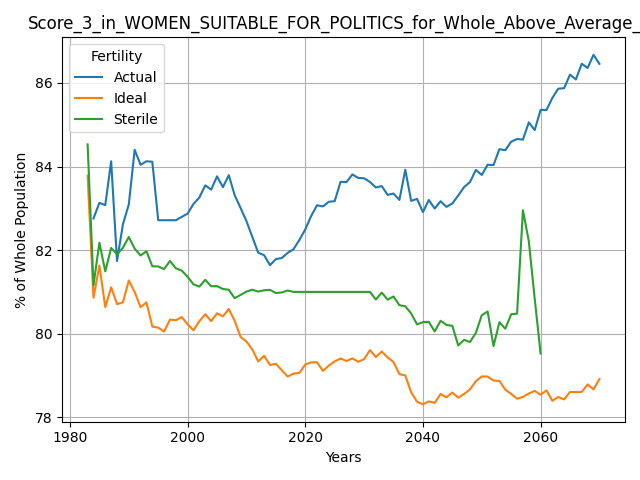 Score_3_in_WOMEN_SUITABLE_FOR_POLITICS_for_Whole_Above_Average_
Fertility
Actual
Ideal
Sterile
% of Whole Population
86
84
82
80
78
1980
2000
2020
2040
2060
Years